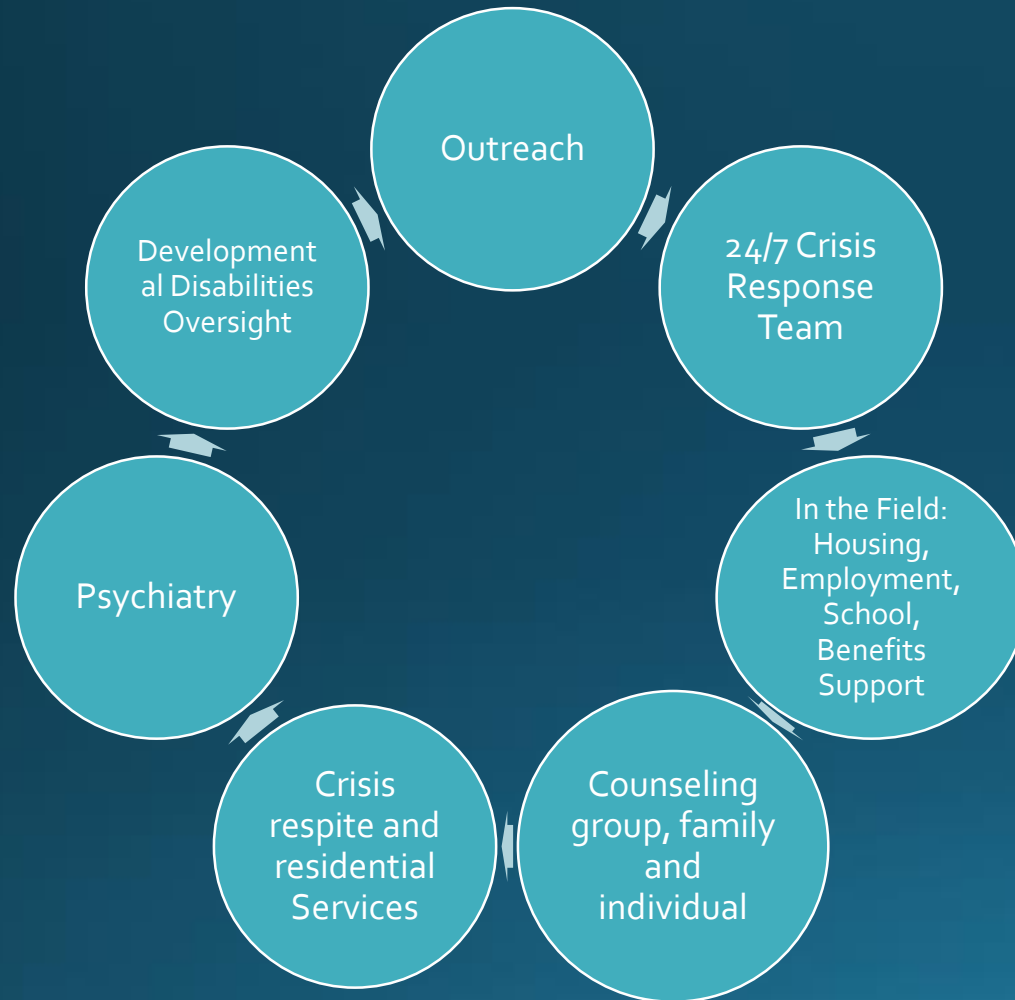 Outreach
24/7 Crisis
Response
Team
In the Field:
Housing,
Employment,
School,
Benefits
Support
Counseling
group, family
and
individual
Crisis
respite and
residential
Services
Psychiatry
Development
al Disabilities
Oversight